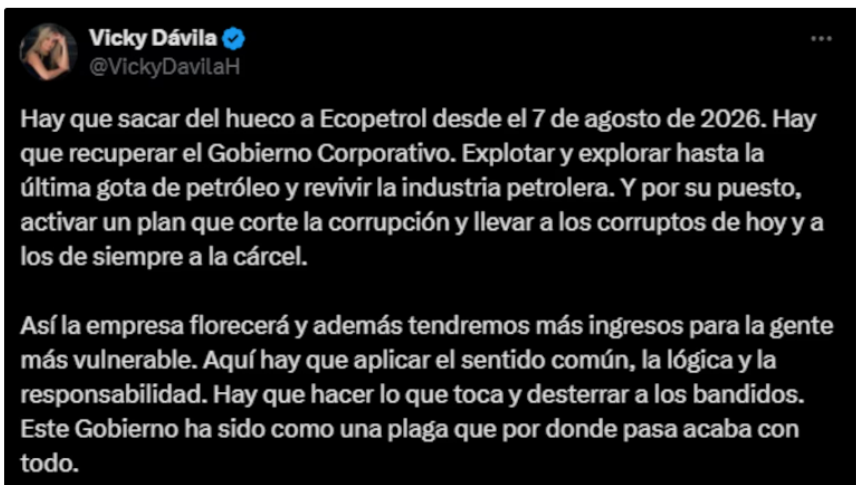 Vicky Dávila
@VickyDavilaH
Hay que sacar del hueco a Ecopetrol desde el 7 de agosto de 2026. Hay
que recuperar el Gobierno Corporativo. Explotar y explorar hasta la
última gota de petróleo y revivir la industria petrolera. Y por su puesto,
activar un plan que corte la corrupción y llevar a los corruptos de hoy y a
los de siempre a la cárcel.
Así la empresa florecerá y además tendremos más ingresos para la gente
más vulnerable. Aquí hay que aplicar el sentido común, la lógica y la
responsabilidad. Hay que hacer lo que toca y desterrar a los bandidos.
Este Gobierno ha sido como una plaga que por donde pasa acaba con
todo.